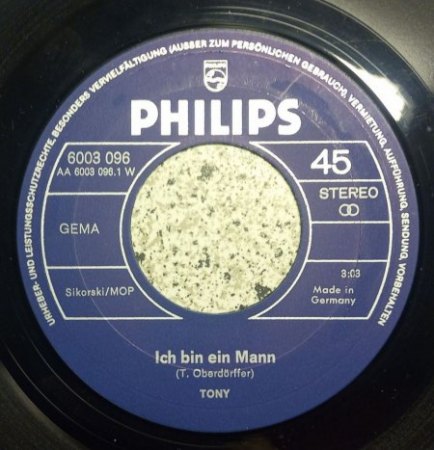 URHEBER- UND LEISTUNGSSCHUTZRECHTE, BESONDERS VERVIELFÄLTIGUNG (AUSSER ZUM PERSÖNLICHEN GEBRAUCH), VERMIETUNG, AUFFÜHRUNG, SENDUNG, VORBEHALTEN
PHILIPS
6003 096
AA 6003 096.1 W
45
STEREO
GEMA
Sikorski/MOP
3:03
Made in
Germany
Ich bin ein Mann
(T. Oberdörffer)
TONY